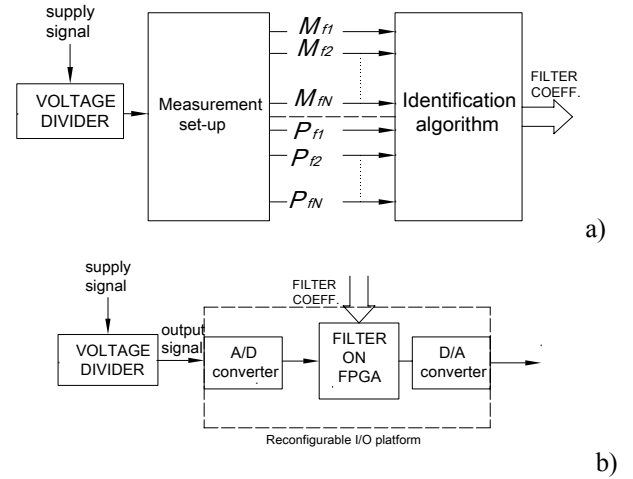 supply
signal
VOLTAGE
DIVIDER
Measurement
set-up
Mf1
Mf2
MfN
Pf1
Pf2
PfN
Identification
algorithm
FILTER
COEFF.
a)
supply
signal
VOLTAGE
DIVIDER
output
signal
A/D
converter
FILTER
COEFF.
FILTER
ON
FPGA
D/A
converter
Reconfigurable I/O platform
b)